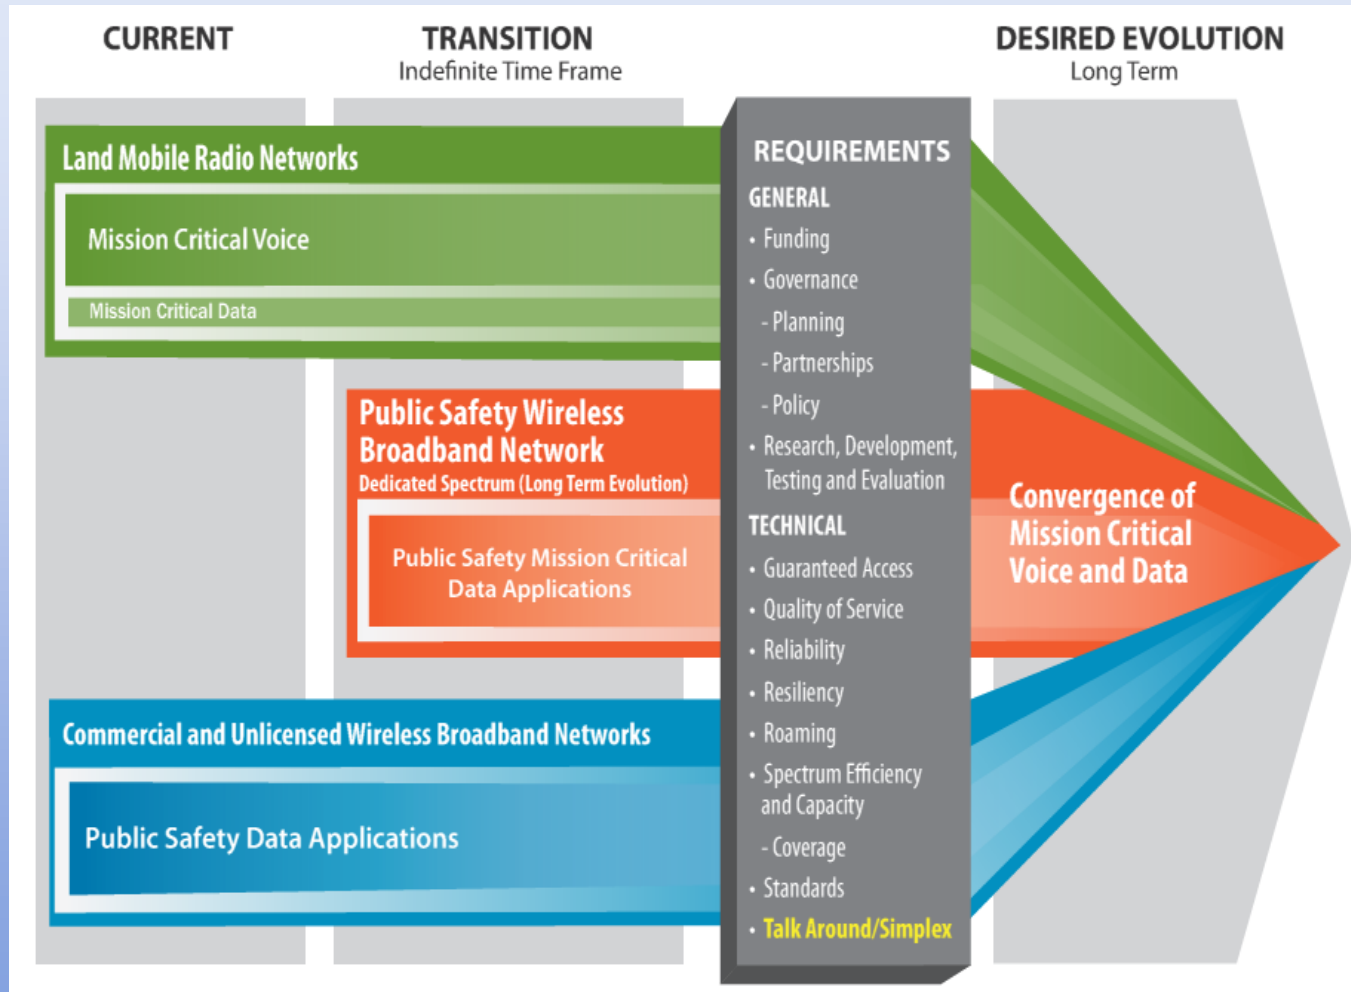 CURRENT
TRANSITION
Indefinite Time Frame
DESIRED EVOLUTION
Long Term
Land Mobile Radio Networks
Mission Critical Voice
Mission Critical Data
Public Safety Wireless
Broadband Network
Dedicated Spectrum (Long Term Evolution)
Public Safety Mission Critical
Data Applications
Commercial and Unlicensed Wireless Broadband Networks
Public Safety Data Applications
REQUIREMENTS
GENERAL
• Funding
• Governance
- Planning
- Partnerships
- Policy
• Research, Development,
Testing and Evaluation
TECHNICAL
• Guaranteed Access
• Quality of Service
• Reliability
• Resiliency
• Roaming
• Spectrum Efficiency
and Capacity
- Coverage
• Standards
• Talk Around/Simplex
Convergence of
Mission Critical
Voice and Data